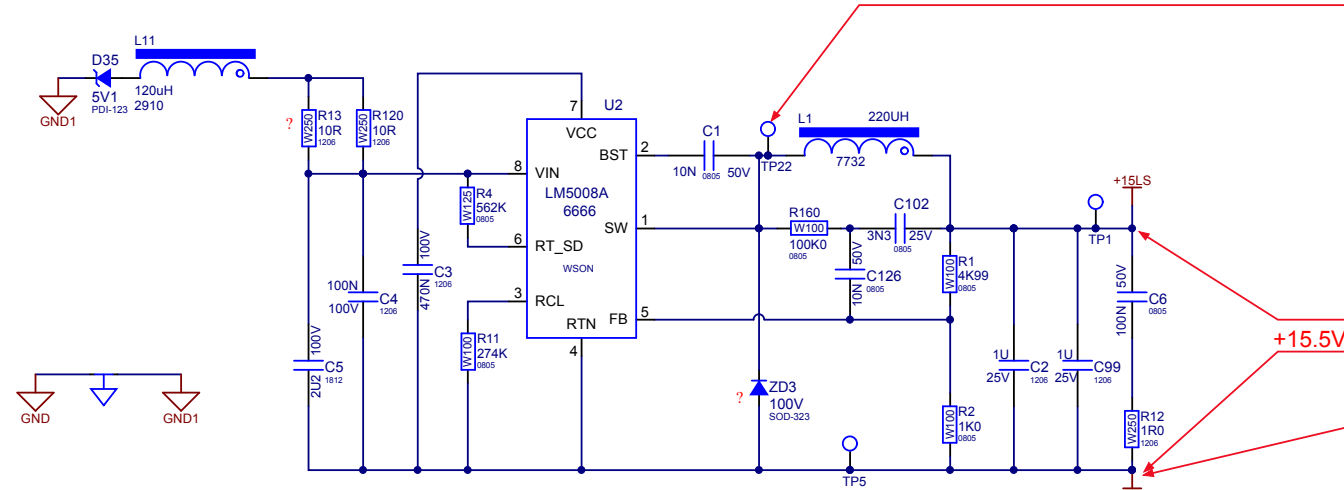 L11
D35
5V1
PDI-123
120uH
2910
GND1
?
W250
R13
10R
1206
W250
R120
10R
1206
7
U2
VCC
BST
2
8
VIN
LM5008A
6666
SW
1
6
RT_SD
WSON
3
RCL
RTN
FB
5
4
W125
R4
562K
0805
100V
C3
1206
470N
100N
100V
C4
1206
100V
C5
1812
2U2
W100
R11
274K
0805
C1
10N
0805
50V
TP22
L1
220UH
7732
R160
W100
100K0
0805
C102
3N3
25V
0805
50V
C126
0805
10N
W100
R1
4K99
0805
+15LS
TP1
50V
C6
0805
100N
+15.5V
1U
25V
C2
1206
1U
25V
C99
1206
?
ZD3
100V
SOD-323
W100
R2
1K0
0805
W250
R12
1R0
1206
GND
GND1
TP5